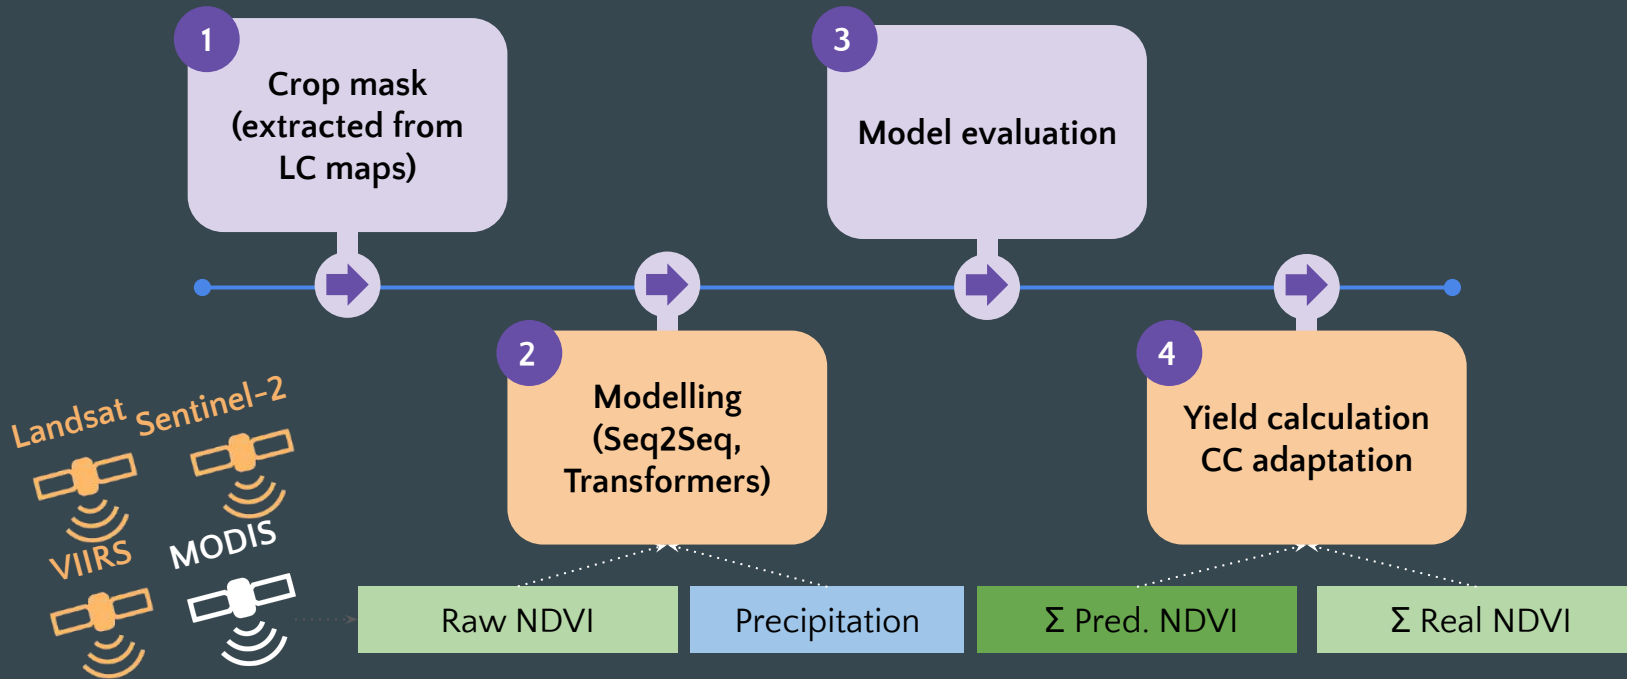 1
Crop mask
(extracted from
LC maps)
3
Model evaluation
2
Modelling
(Seq2Seq,
Transformers)
4
Yield calculation
CC adaptation
Landsat
Sentinel-2
VIIRS
MODIS
Raw NDVI
Precipitation
Σ Pred. NDVI
Σ Real NDVI